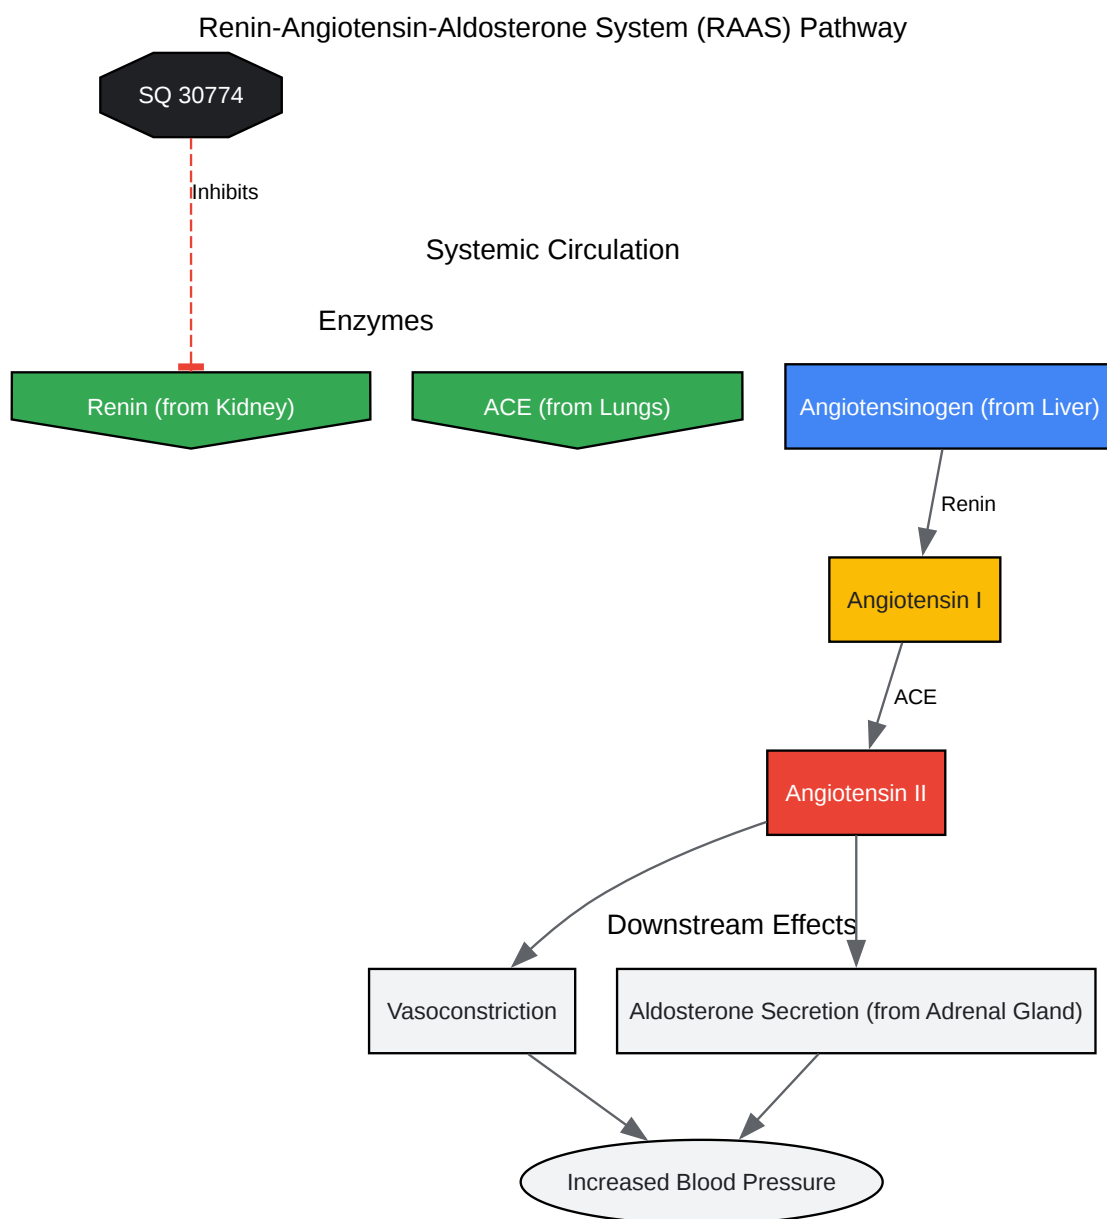 Renin-Angiotensin-Aldosterone System (RAAS) Pathway
SQ 30774
Inhibits
Systemic Circulation
Enzymes
Renin (from Kidney)
ACE (from Lungs)
Angiotensinogen (from Liver)
Renin
Angiotensin I
ACE
Angiotensin II
Downstream Effects
Vasoconstriction
Aldosterone Secretion (from Adrenal Gland)
Increased Blood Pressure